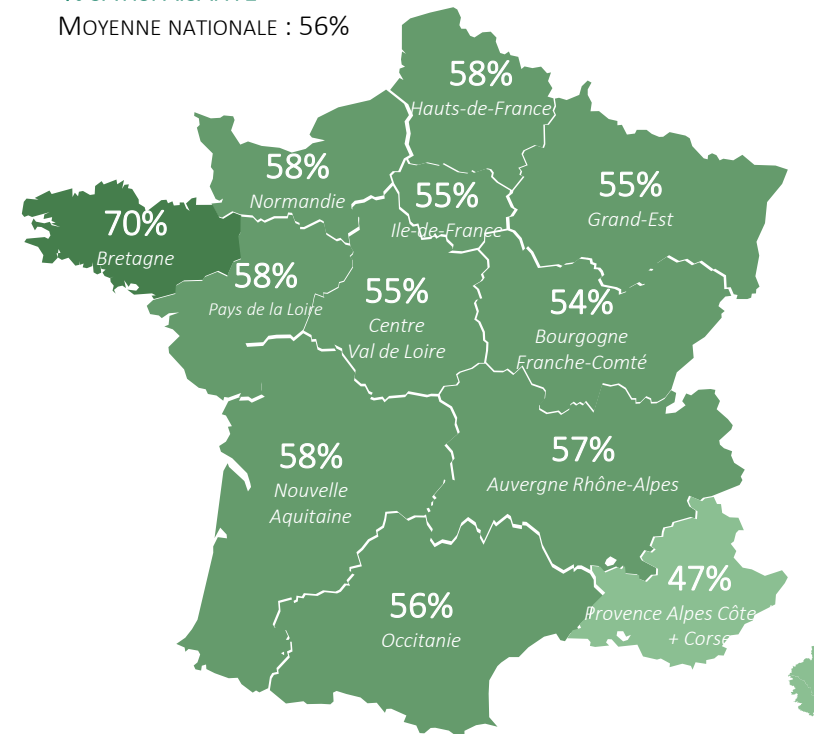 MOYENNE NATIONALE : 56%
58%
Hauts-de-France
58%
Normandie
55%
Ile-de-France
55%
Grand-Est
70%
Bretagne
58%
Pays de la Loire
55%
Centre
Val de Loire
54%
Bourgogne
Franche-Comté
58%
Nouvelle
Aquitaine
57%
Auvergne Rhône-Alpes
47%
Provence Alpes Côte
+ Corse
56%
Occitanie